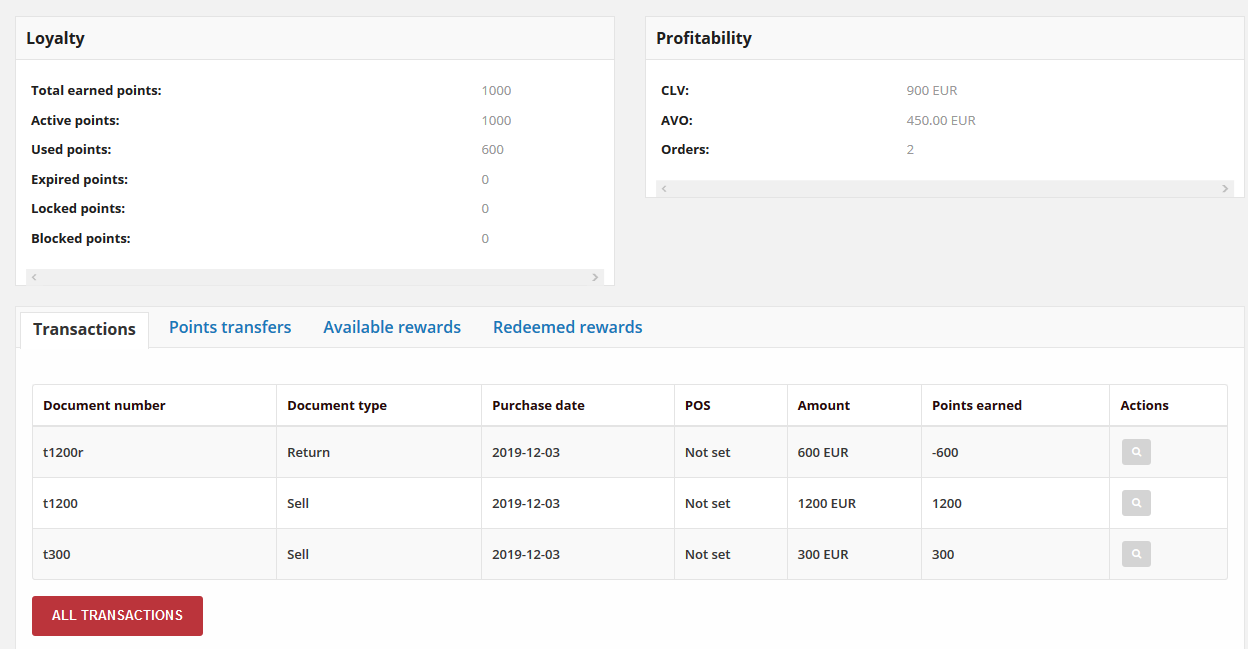 Loyalty
Total earned points: 1000
Active points: 1000
Used points: 600
Expired points: 0
Locked points: 0
Blocked points: 0
Profitability
CLV: 900 EUR
AVO: 450.00 EUR
Orders: 2
Transactions Points transfers Available rewards Redeemed rewards
Document number Document type Purchase date POS Amount Points earned Actions
t1200r Return 2019-12-03 Not set 600 EUR -600
t1200 Sell 2019-12-03 Not set 1200 EUR 1200
t300 Sell 2019-12-03 Not set 300 EUR 300
ALL TRANSACTIONS